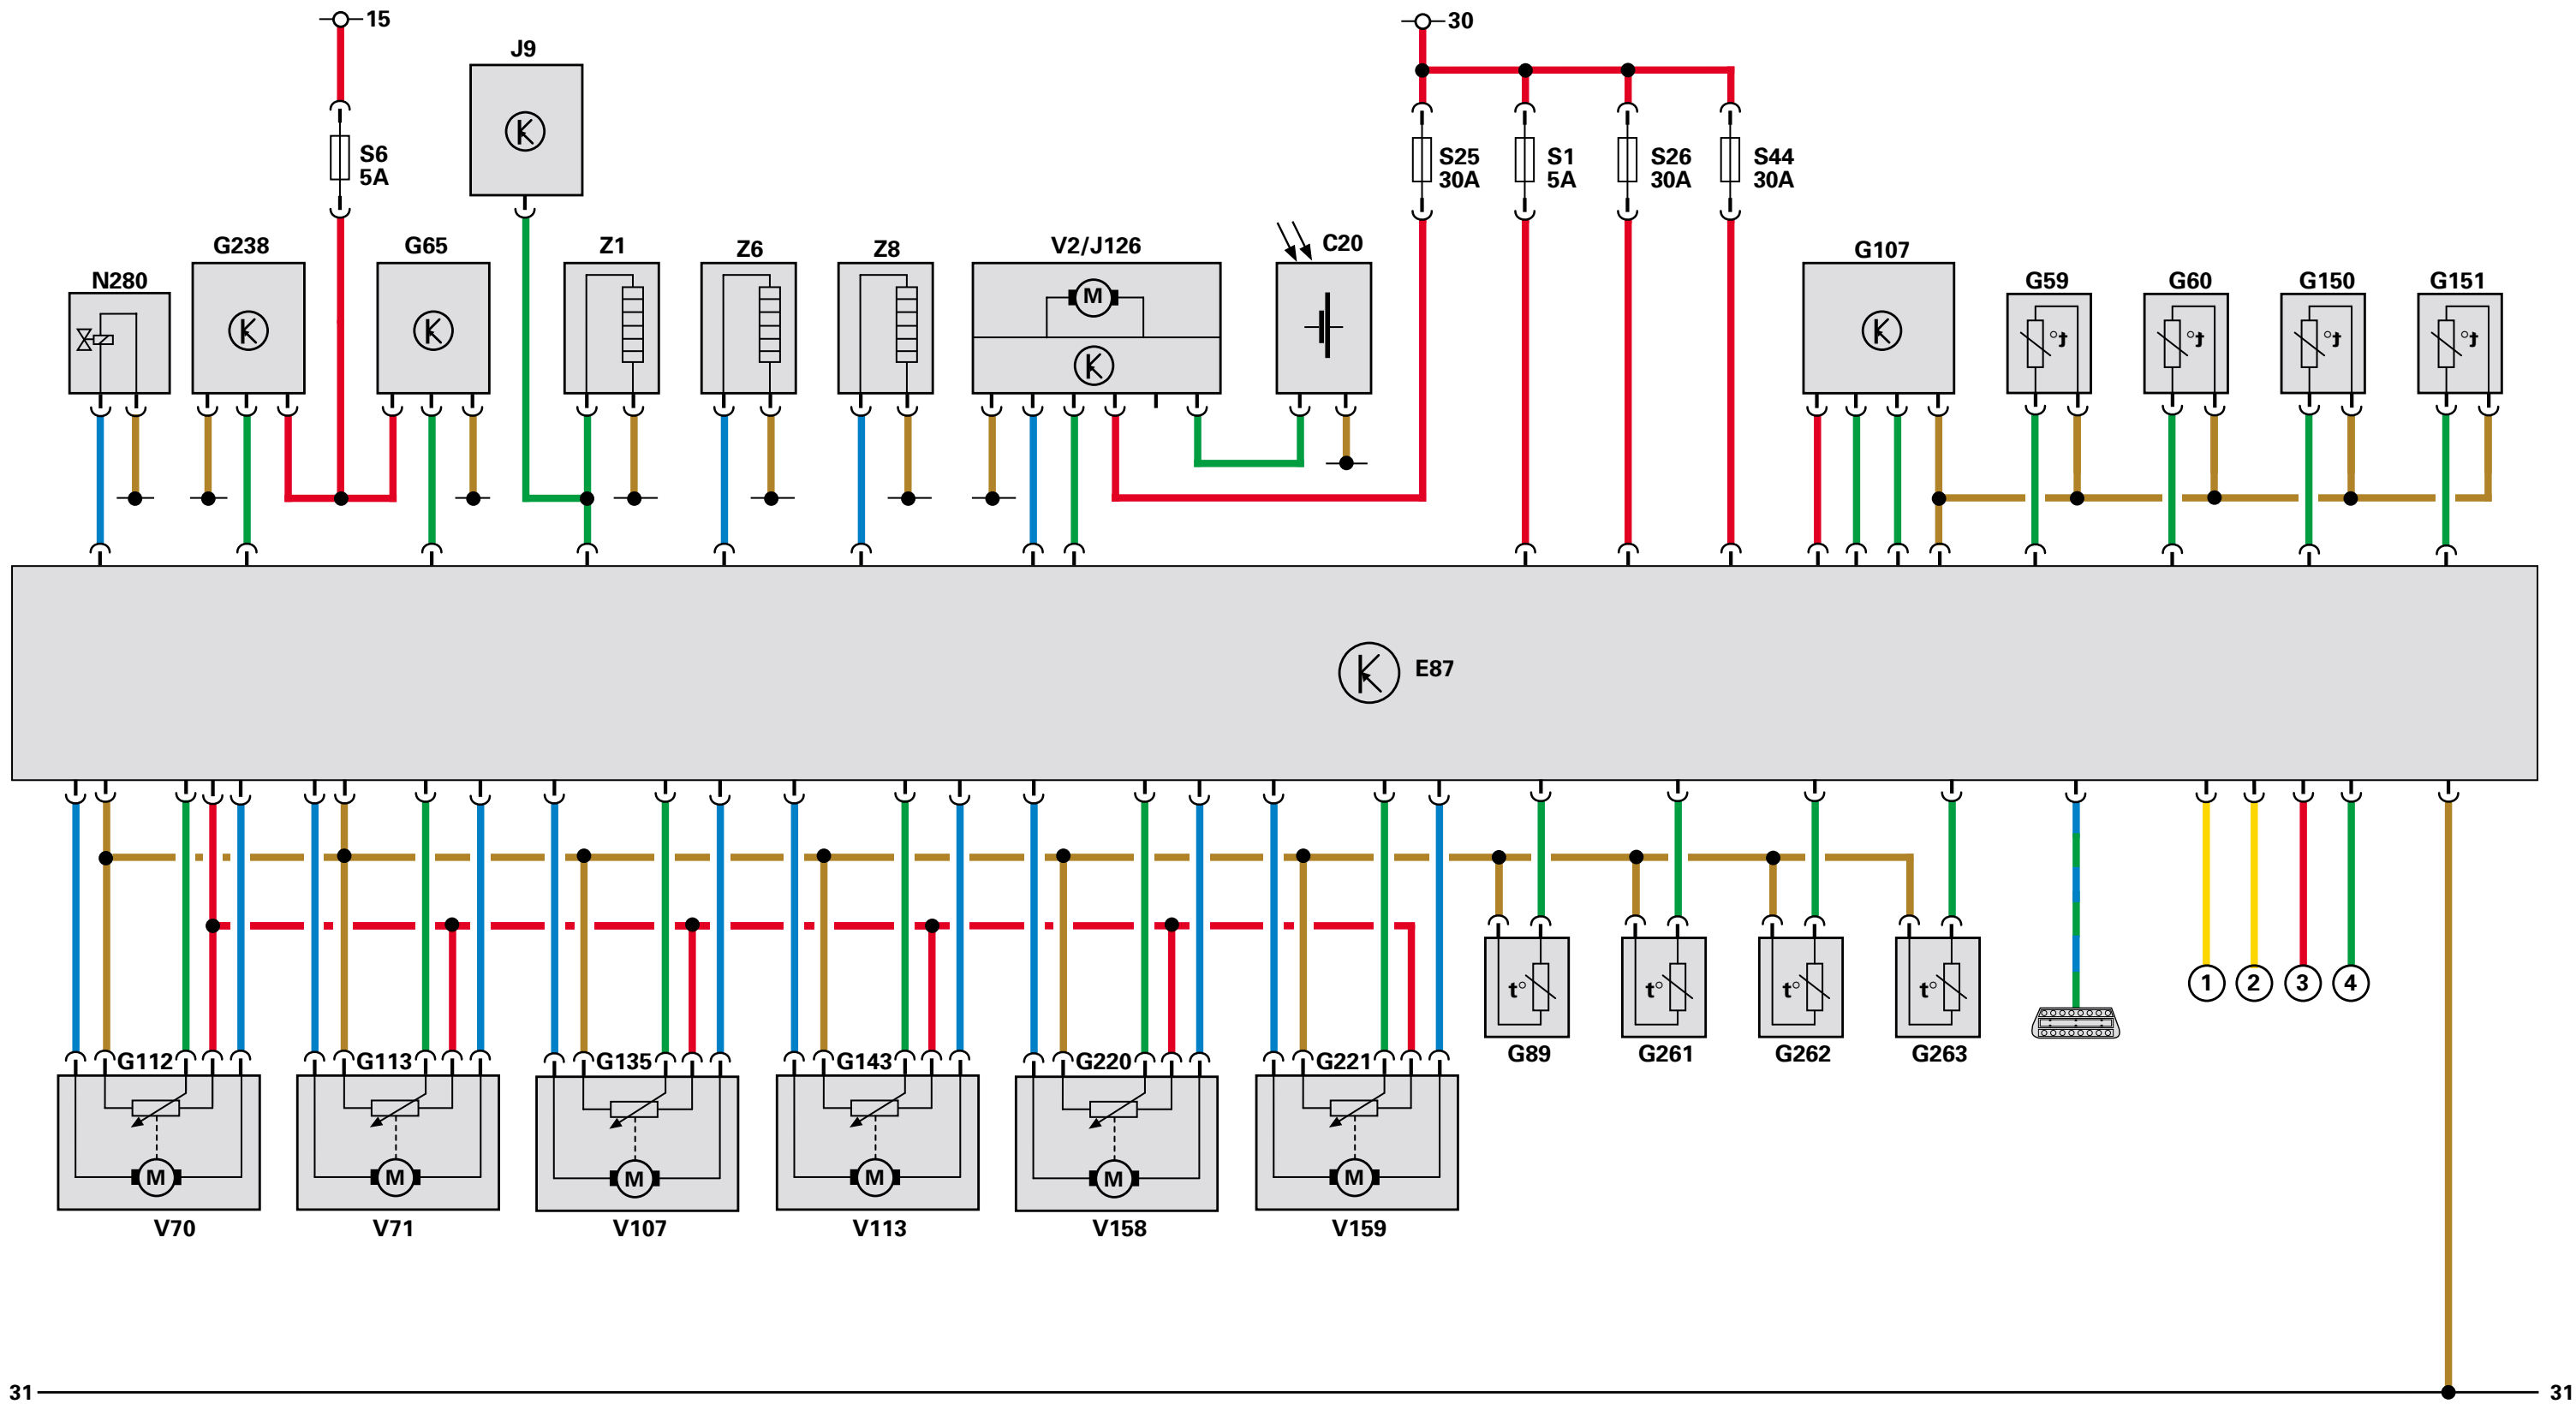 15
30
J9
S6
5A
S25
30A
S1
5A
S26
30A
S44
30A
N280
G238
G65
Z1
Z6
Z8
V2/J126
C20
G107
G59
G60
G150
G151
M
t°
t°
t°
t°
E87
1
2
3
4
t°
t°
t°
t°
G89
G261
G262
G263
G112
G113
G135
G143
G220
G221
M
M
M
M
M
M
V70
V71
V107
V113
V158
V159
31
31